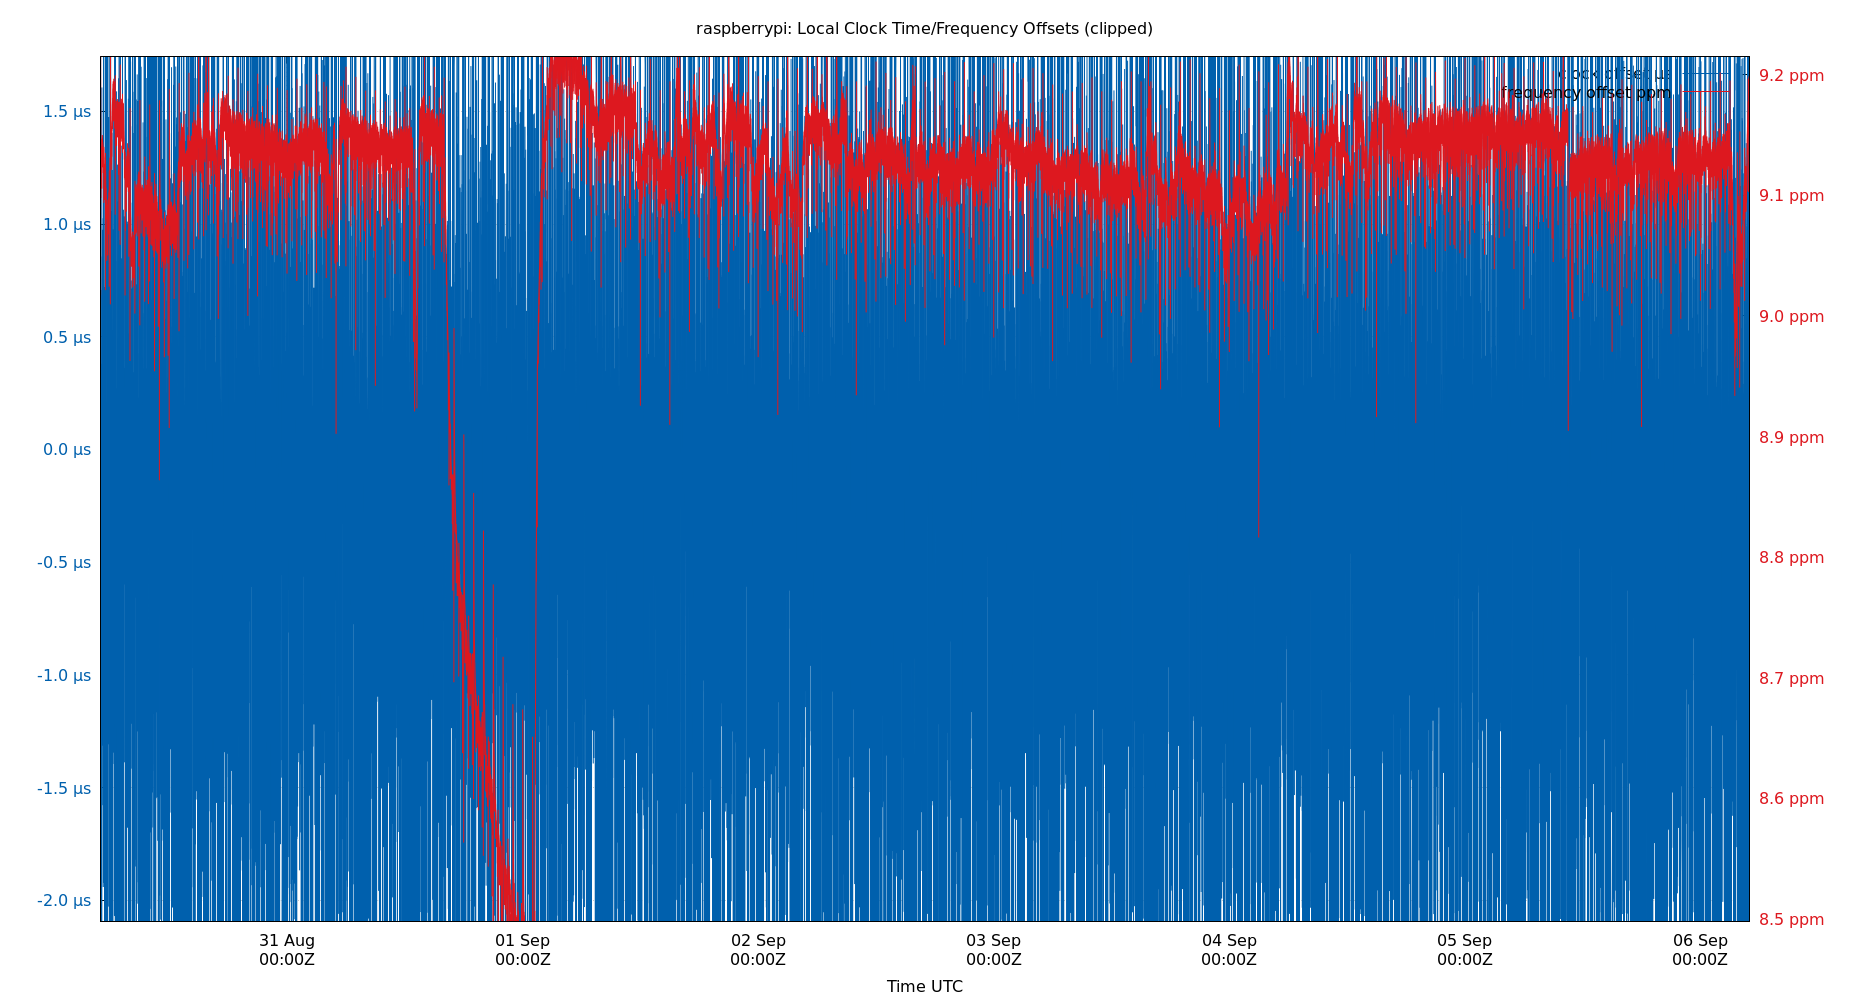 raspberrypi: Local Clock Time/Frequency Offsets (clipped)
clock offset µs
frequency offset ppm
1.5 µs
1.0 µs
0.5 µs
0.0 µs
-0.5 µs
-1.0 µs
-1.5 µs
-2.0 µs
9.2 ppm
9.1 ppm
9.0 ppm
8.9 ppm
8.8 ppm
8.7 ppm
8.6 ppm
8.5 ppm
31 Aug 01 Sep 02 Sep 03 Sep 04 Sep 05 Sep 06 Sep
00:00Z 00:00Z 00:00Z 00:00Z 00:00Z 00:00Z 00:00Z
Time UTC